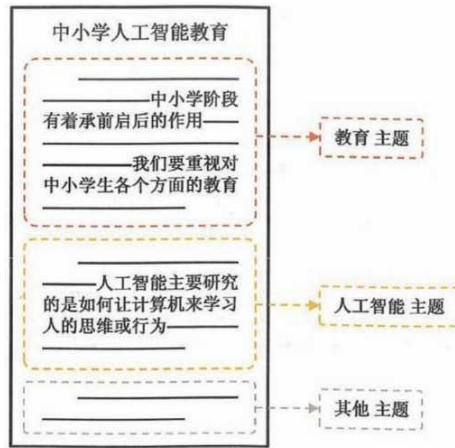 中小学人工智能教育
中小学阶段
有着承前启后的作用
我们要重视对
中小学生各个方面的教育
教育 主题
人工智能主要研究
的是如何让计算机来学习
人的思维或行为
人工智能 主题
其他 主题